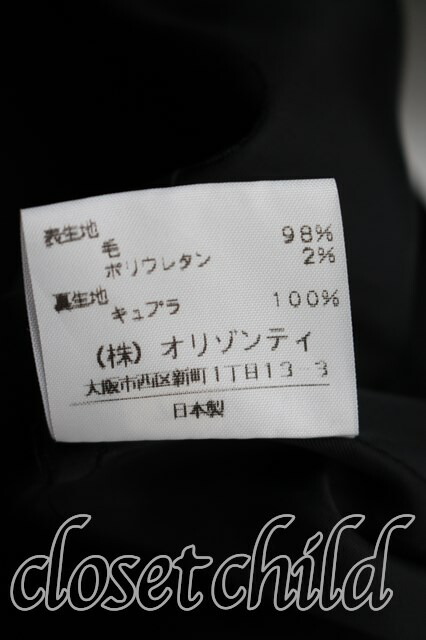 表生地
毛 98%
ポリウレタン 2%
裏生地
キュプラ 100%
(株) オリゾンティ
大阪市西区新町1丁目13-3
日本製
closet child